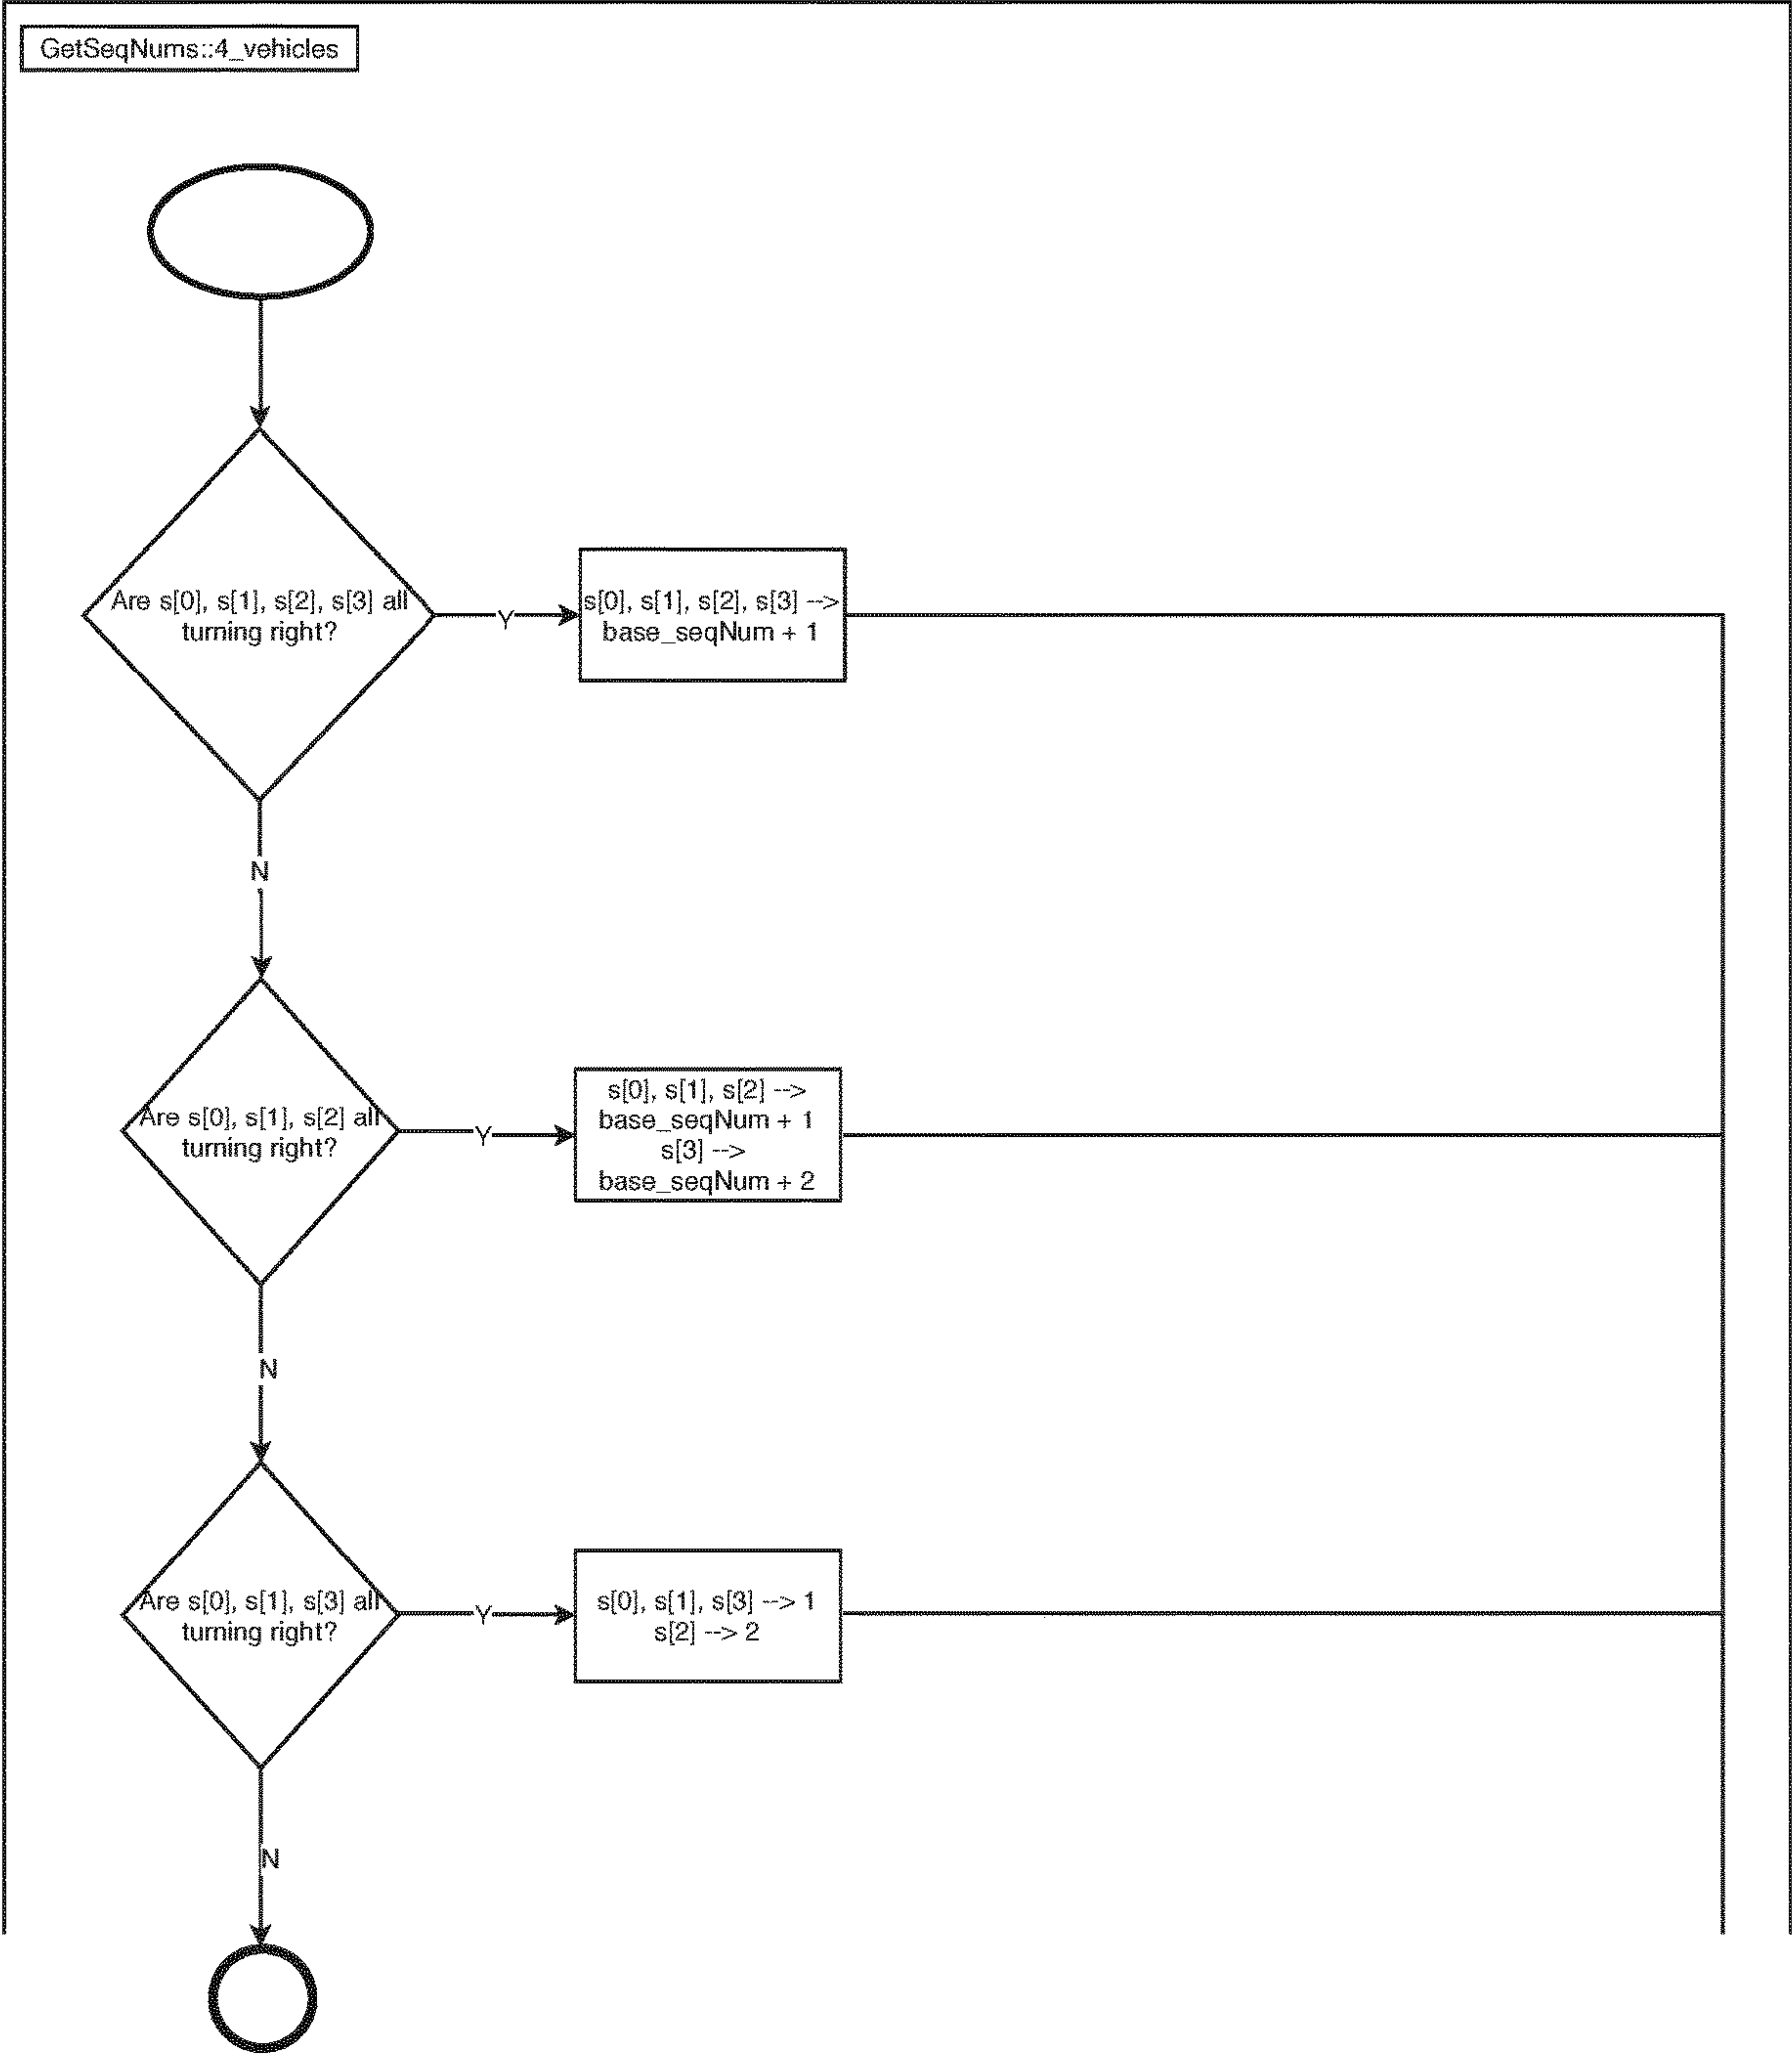 GetSeqNums::4_vehicles
Are s[0], s[1], s[2], s[3] all
turning right?
Y
s[0], s[1], s[2], s[3] -->
base_seqNum + 1
N
Are s[0], s[1], s[2] all
turning right?
Y
s[0], s[1], s[2] -->
base_seqNum + 1
s[3] -->
base_seqNum + 2
N
Are s[0], s[1], s[3] all
turning right?
Y
s[0], s[1], s[3] --> 1
s[2] --> 2
N